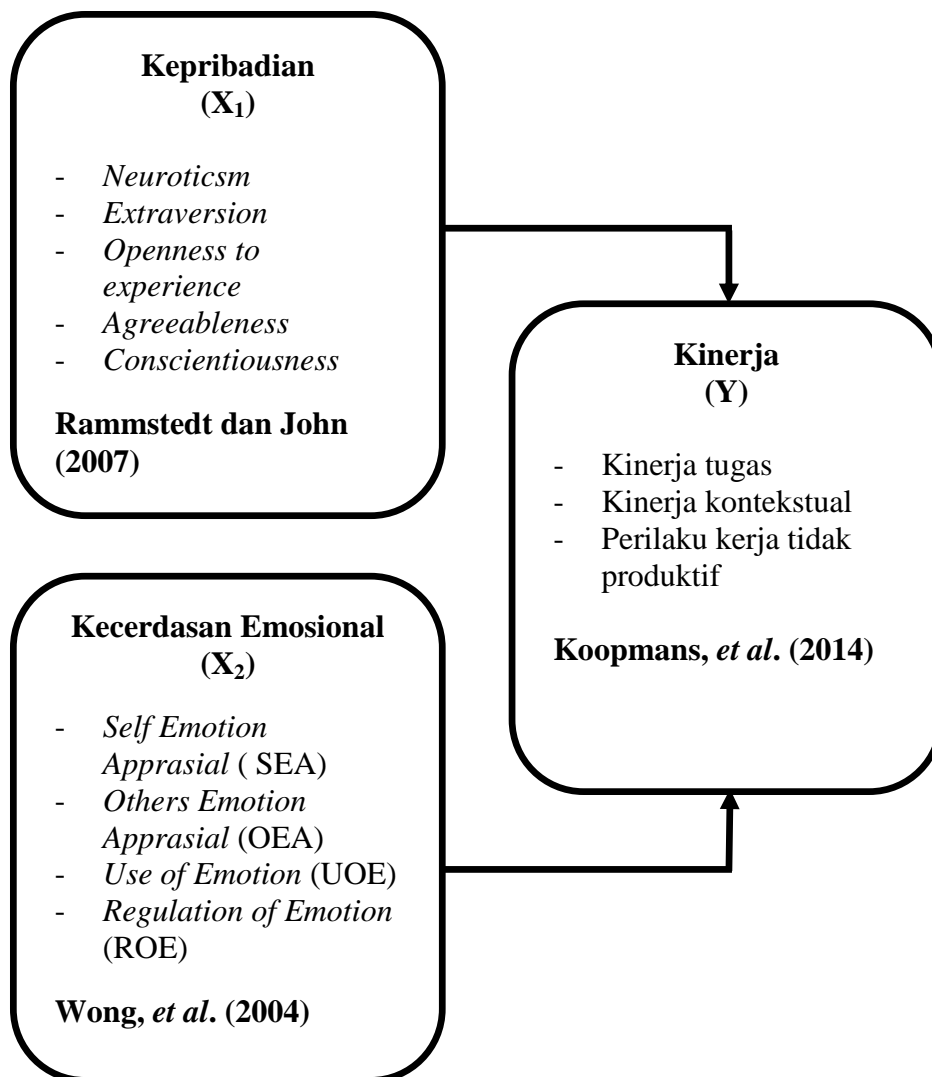 Kepribadian
(X₁)
- Neuroticsm
- Extraversion
- Openness to
experience
- Agreeableness
- Conscientiousness
Rammstedt dan John
(2007)
Kinerja
(Y)
- Kinerja tugas
- Kinerja kontekstual
- Perilaku kerja tidak
produktif
Koopmans, et al. (2014)
Kecerdasan Emosional
(X₂)
- Self Emotion
Apprasial ( SEA)
- Others Emotion
Apprasial (OEA)
- Use of Emotion (UOE)
- Regulation of Emotion
(ROE)
Wong, et al. (2004)